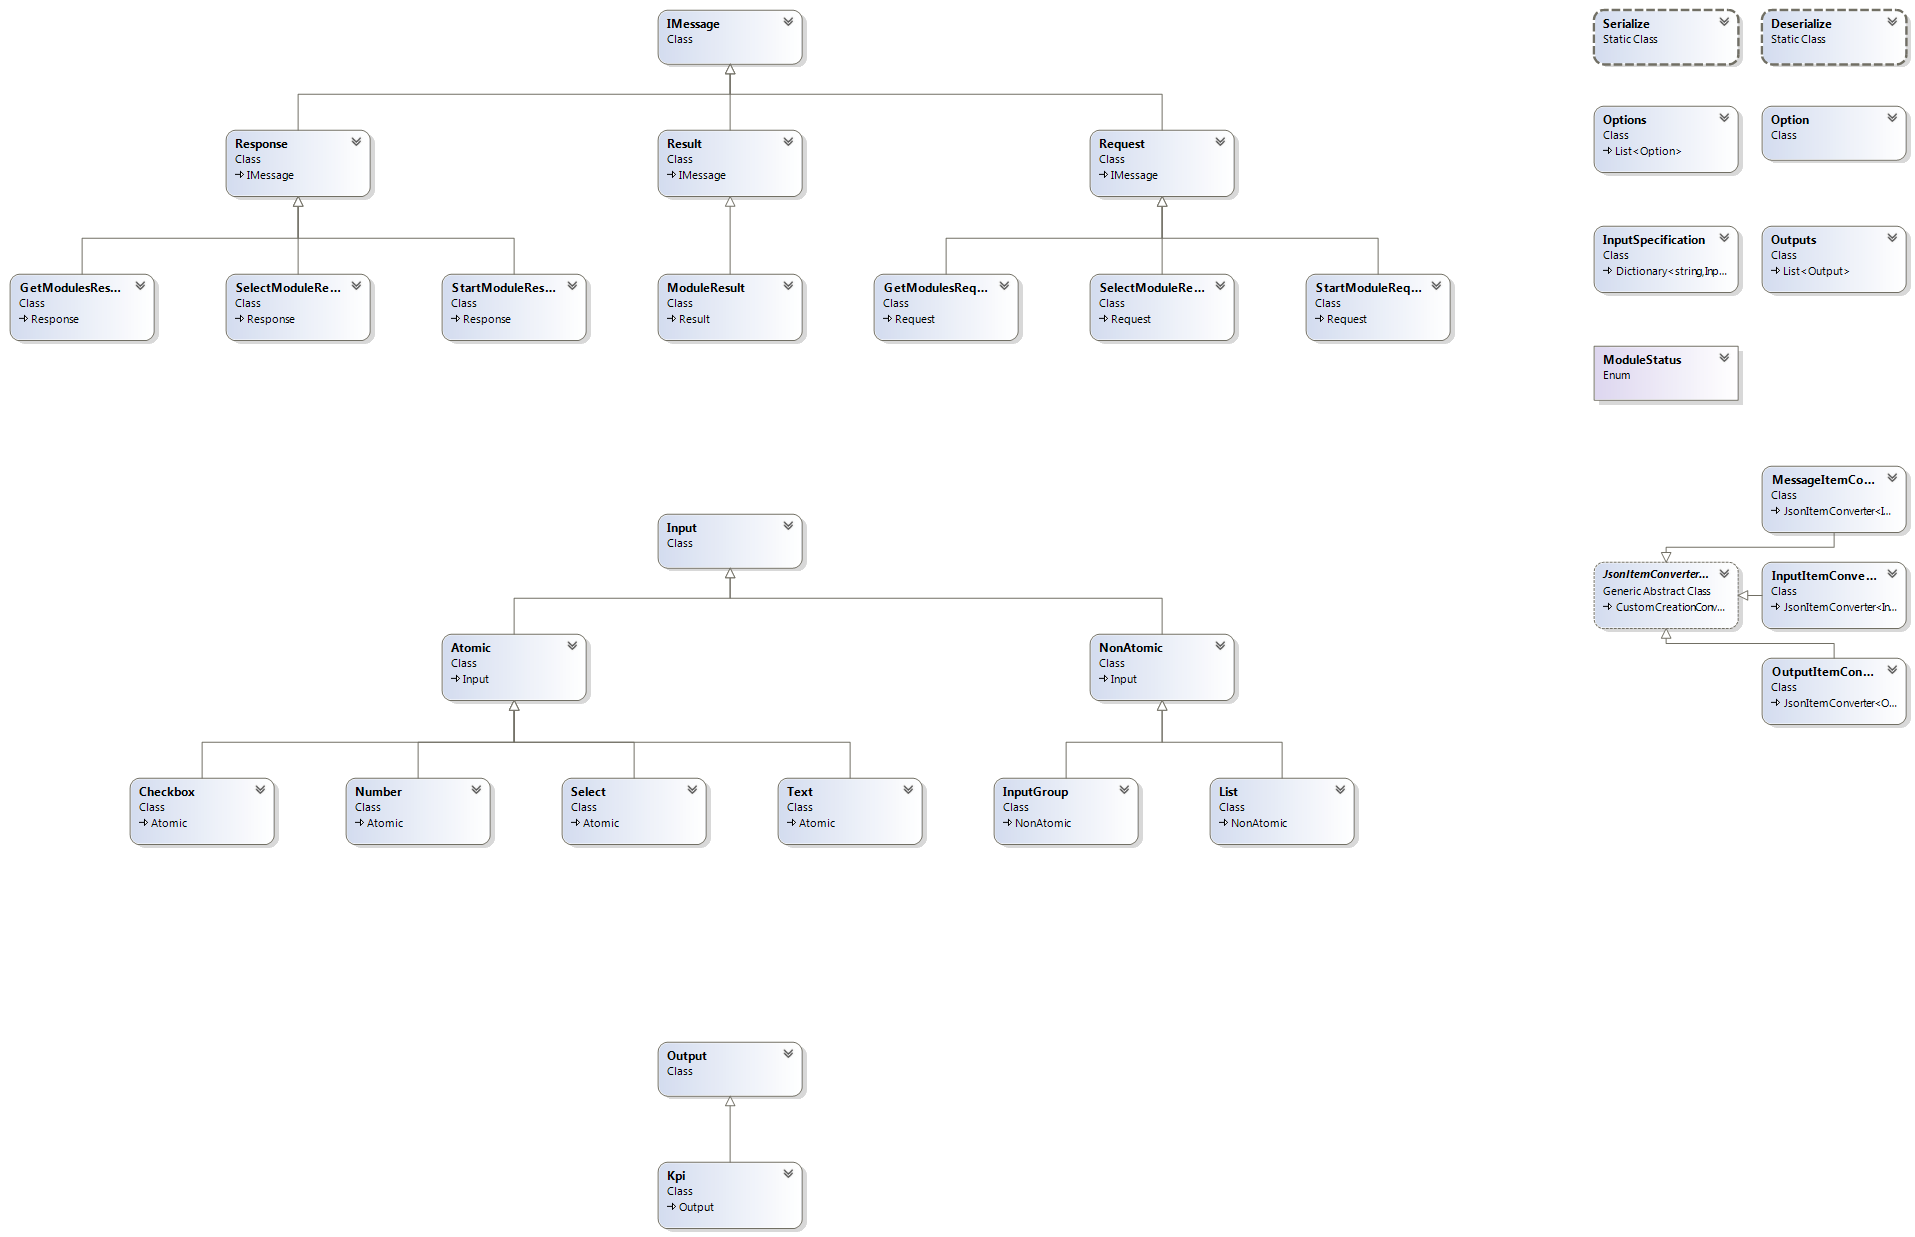 IMessage
Class
Serialize
Static Class
Deserialize
Static Class
Options
Class
List<Option>
Option
Class
Response
Class
IMessage
Result
Class
IMessage
Request
Class
IMessage
InputSpecification
Class
Dictionary<string,Inp...
Outputs
Class
List<Output>
GetModulesRes...
Class
Response
SelectModuleRe...
Class
Response
StartModuleRes...
Class
Response
ModuleResult
Class
Result
GetModulesReq...
Class
Request
SelectModuleRe...
Class
Request
StartModuleReq...
Class
Request
ModuleStatus
Enum
MessageItemCo...
Class
JsonItemConverter<I...
JsonItemConverter...
Generic Abstract Class
CustomCreationConv...
InputItemConve...
Class
JsonItemConverter<In...
OutputItemCon...
Class
JsonItemConverter<O...
Input
Class
Atomic
Class
Input
NonAtomic
Class
Input
Checkbox
Class
Atomic
Number
Class
Atomic
Select
Class
Atomic
Text
Class
Atomic
InputGroup
Class
NonAtomic
List
Class
NonAtomic
Output
Class
Kpi
Class
Output